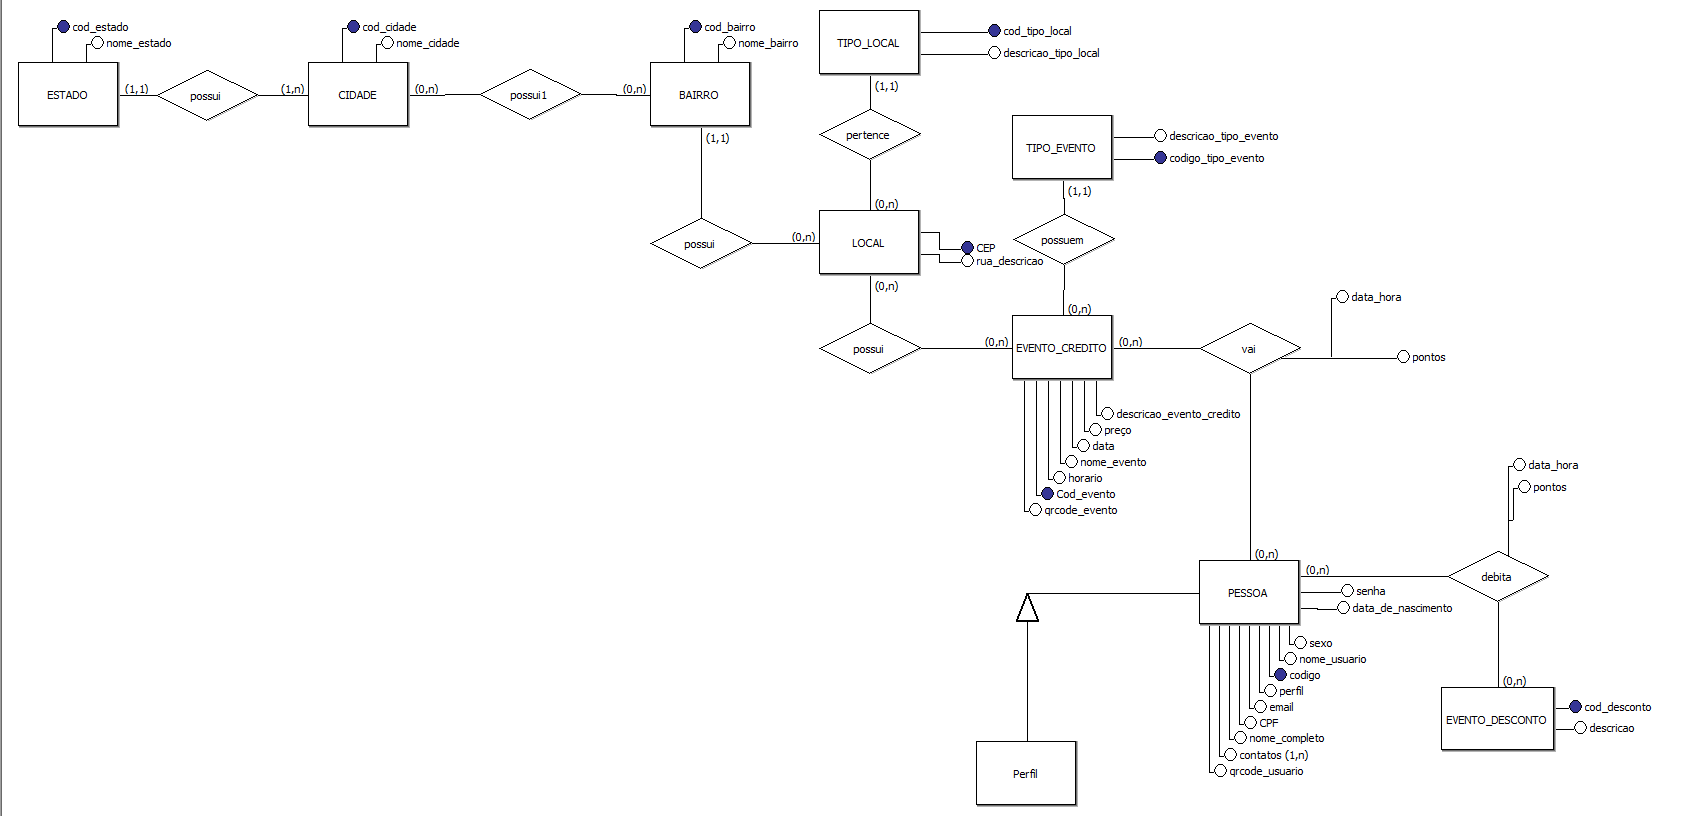 cod_estado
nome_estado
ESTADO
(1,1)
possui
(1,n)
cod_cidade
nome_cidade
CIDADE
(0,n)
possui1
(0,n)
cod_bairro
nome_bairro
BAIRRO
(1,1)
TIPO_LOCAL
cod_tipo_local
descricao_tipo_local
(1,1)
pertence
(0,n)
possui
(0,n)
LOCAL
CEP
rua_descricao
(0,n)
TIPO_EVENTO
descricao_tipo_evento
codigo_tipo_evento
(1,1)
possuem
(0,n)
possui
(0,n)
EVENTO_CREDITO
(0,n)
vai
data_hora
pontos
descricao_evento_credito
preço
data
nome_evento
horario
Cod_evento
qrcode_evento
(0,n)
PESSOA
(0,n)
senha
data_de_nascimento
sexo
nome_usuario
codigo
perfil
email
CPF
nome_completo
contatos (1,n)
qrcode_usuario
data_hora
pontos
debita
(0,n)
EVENTO_DESCONTO
cod_desconto
descricao
Perfil